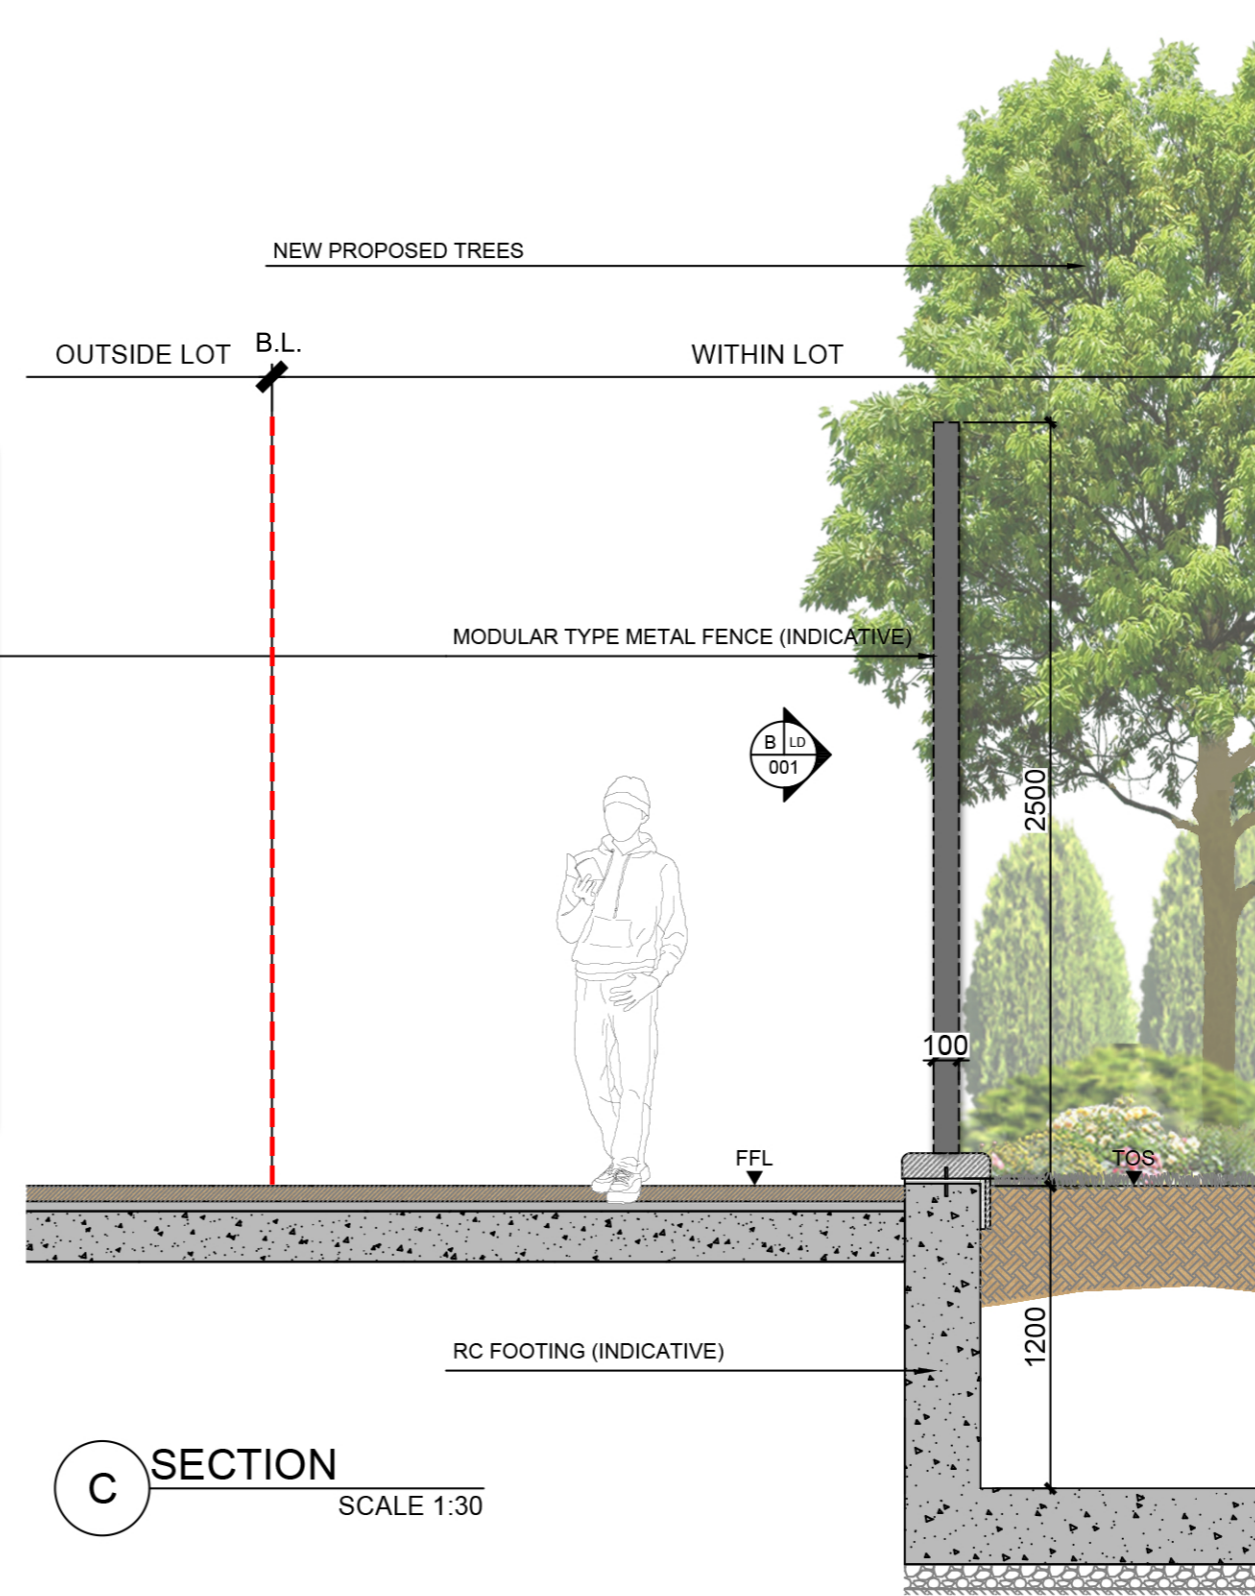 NEW PROPOSED TREES
OUTSIDE LOT
B.L.
WITHIN LOT
MODULAR TYPE METAL FENCE (INDICATIVE)
B LD
001
2500
100
FFL
TOS
1200
RC FOOTING (INDICATIVE)
C
SECTION
SCALE 1:30